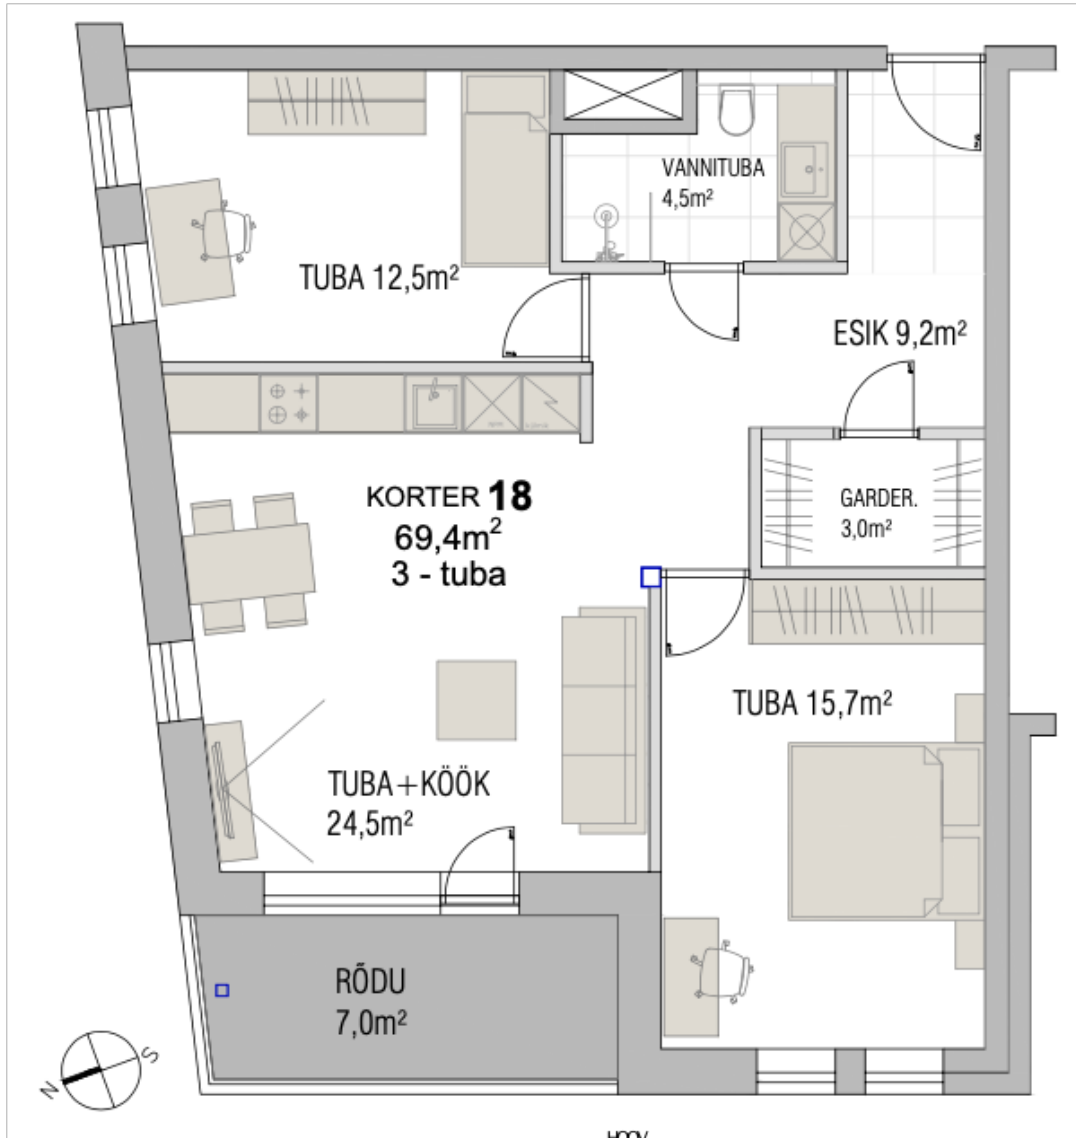 VANNITUBA
4,5m²
TUBA 12,5m²
ESIK 9,2m²
KORTER 18
69,4m²
3 - tuba
GARDER.
3,0m²
TUBA 15,7m²
TUBA+KÖÖK
24,5m²
RÕDU
7,0m²
N
S